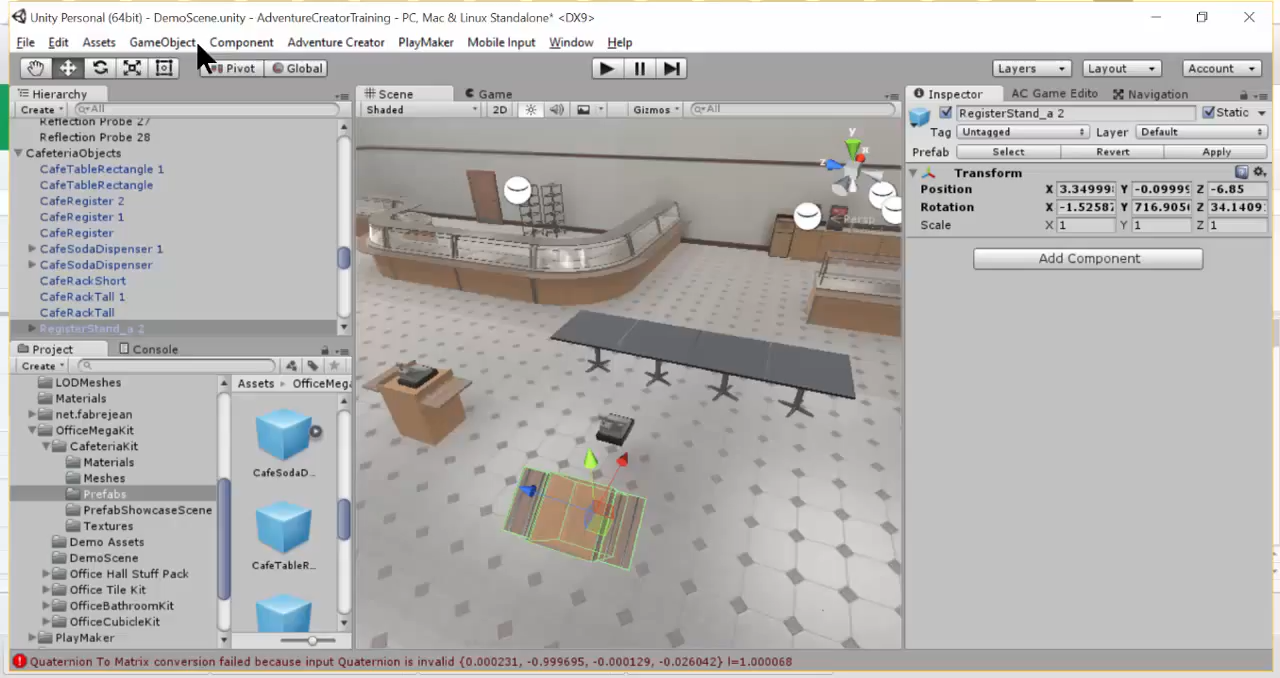 Unity Personal (64bit) - DemoScene.unity - AdventureCreatorTraining - PC, Mac & Linux Standalone* <DX9>
File Edit Assets GameObject Component Adventure Creator PlayMaker Mobile Input Window Help
Pivot Global Layers Layout Account
Hierarchy
Create All
Reflection Probe 27
Reflection Probe 28
CafeteriaObjects
CafeTableRectangle 1
CafeTableRectangle
CafeRegister 2
CafeRegister 1
CafeRegister
CafeSodaDispenser 1
CafeSodaDispenser
CafeRackShort
CafeRackTall 1
CafeRackTall
RegisterStand_a 2
Scene Game
Shaded 2D Gizmos All
y
x
z
Persp
Inspector AC Game Edito Navigation
RegisterStand_a 2 Static
Tag Untagged Layer Default
Prefab Select Revert Apply
Transform
Position X 3.34999 Y -0.09999 Z -6.85
Rotation X -1.52587 Y 716.905 Z 34.1409
Scale X 1 Y 1 Z 1
Add Component
Project Console
Create
LODMeshes
Materials
net.fabrejean
OfficeMegaKit
CafeteriaKit
Materials
Meshes
Prefabs
PrefabShowcaseScene
Textures
Demo Assets
DemoScene
Office Hall Stuff Pack
Office Tile Kit
OfficeBathroomKit
OfficeCubicleKit
PlayMaker
Assets OfficeMega
CafeSodaD...
CafeTableR...
Quaternion To Matrix conversion failed because input Quaternion is invalid {0.000231, -0.999695, -0.000129, -0.026042} l=1.000068